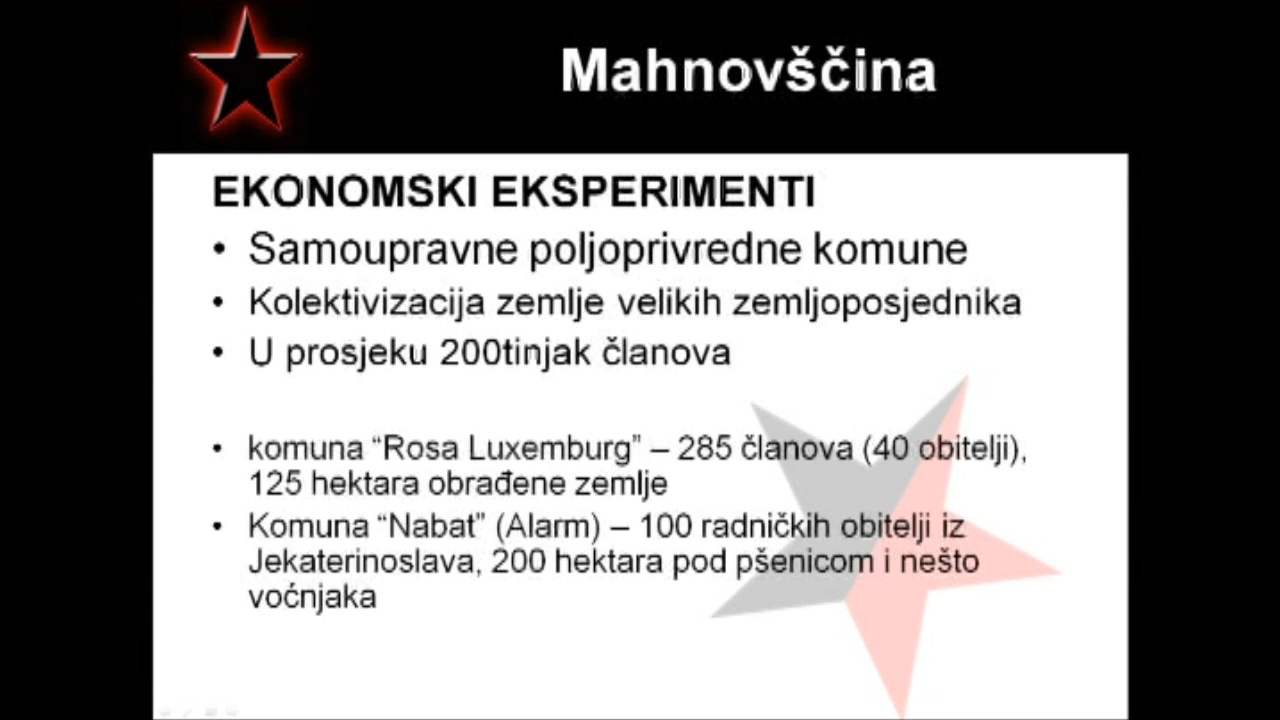 Mahnovščina
EKONOMSKI EKSPERIMENTI
• Samoupravne poljoprivredne komune
• Kolektivizacija zemlje velikih zemljoposjednika
• U prosjeku 200tinjak članova
• komuna “Rosa Luxemburg” – 285 članova (40 obitelji),
125 hektara obrađene zemlje
• Komuna “Nabat” (Alarm) – 100 radničkih obitelji iz
Jekaterinoslava, 200 hektara pod pšenicom i nešto
voćnjaka